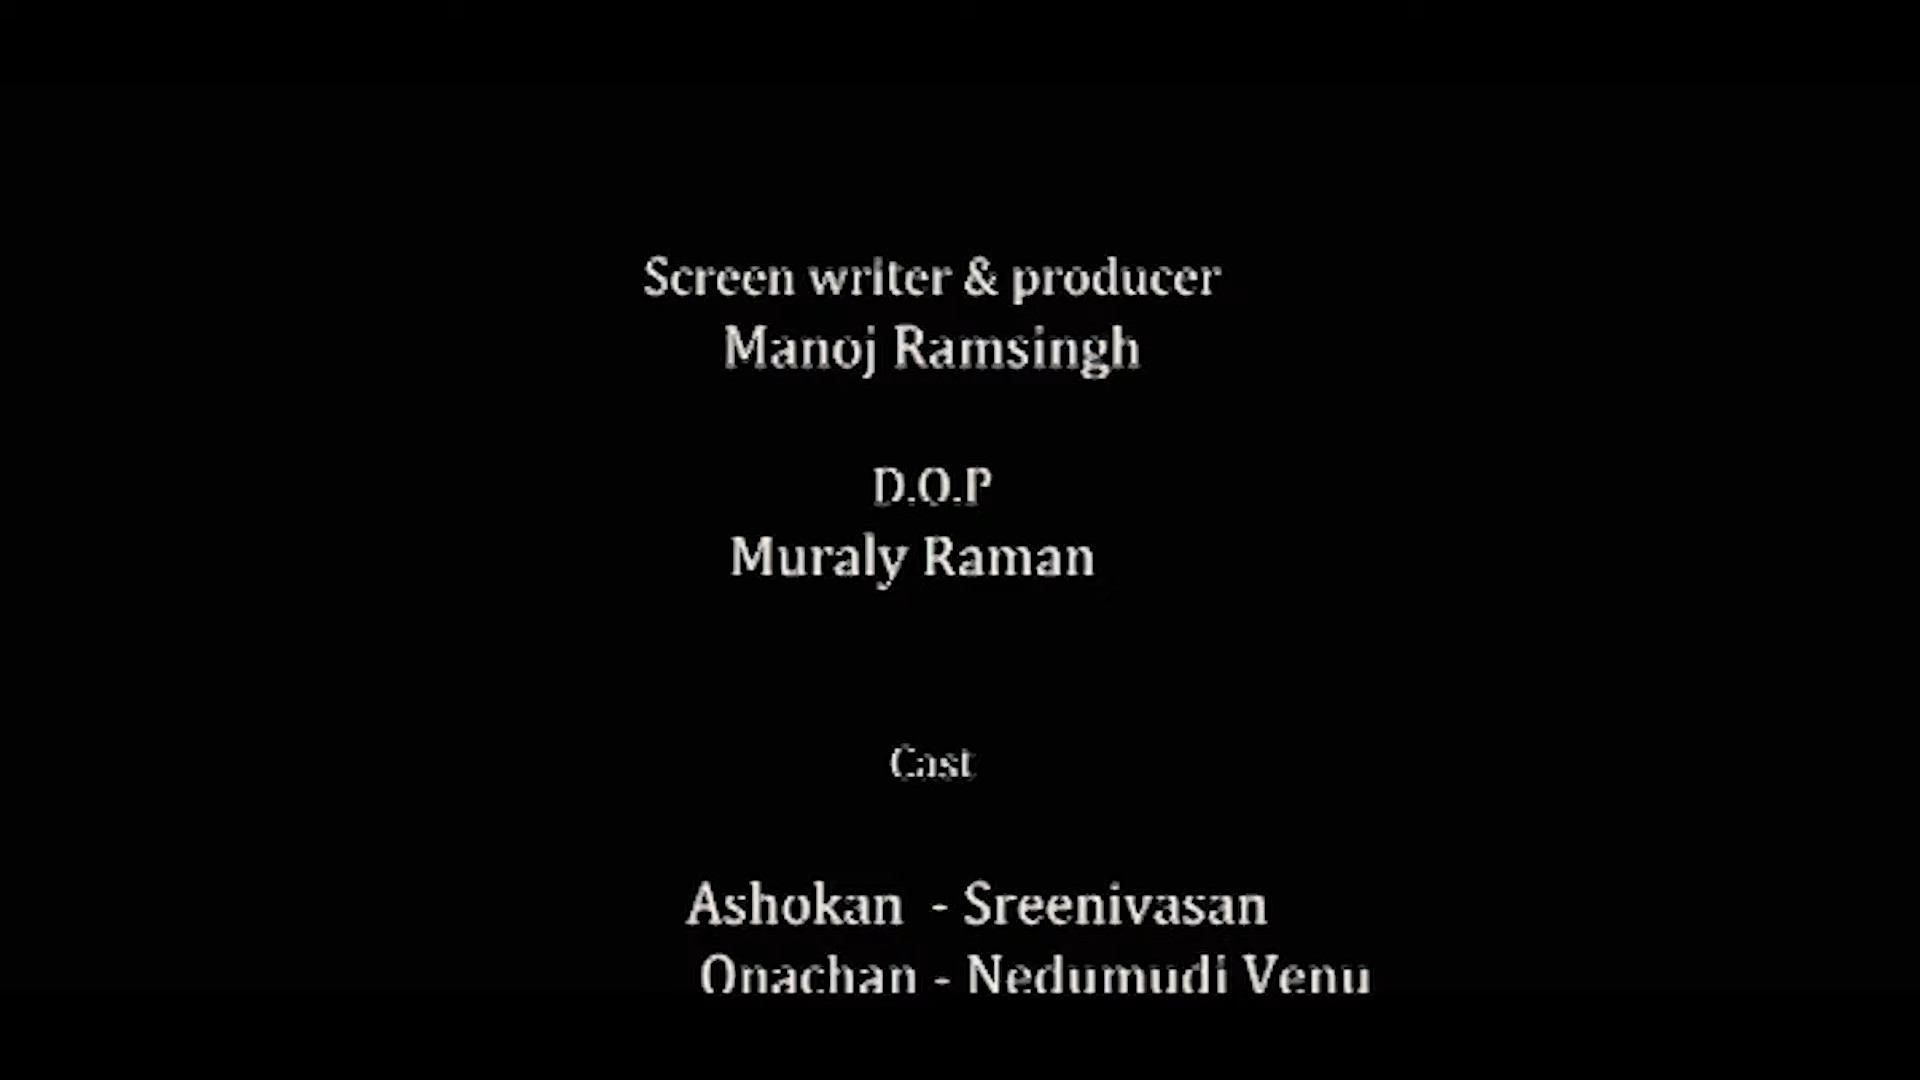 Screen writer & producer
Manoj Ramsingh
D.O.P
Muraly Raman
Cast
Ashokan - Sreenivasan
Onachan - Nedumudi Venu